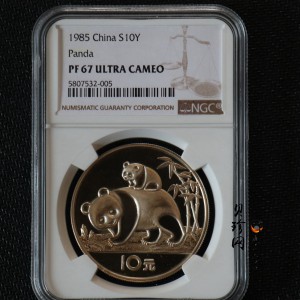 1985 China S10Y
Panda
PF 67 ULTRA CAMEO
5807532-005
NUMISMATIC GUARANTY CORPORATION
NGC
10元